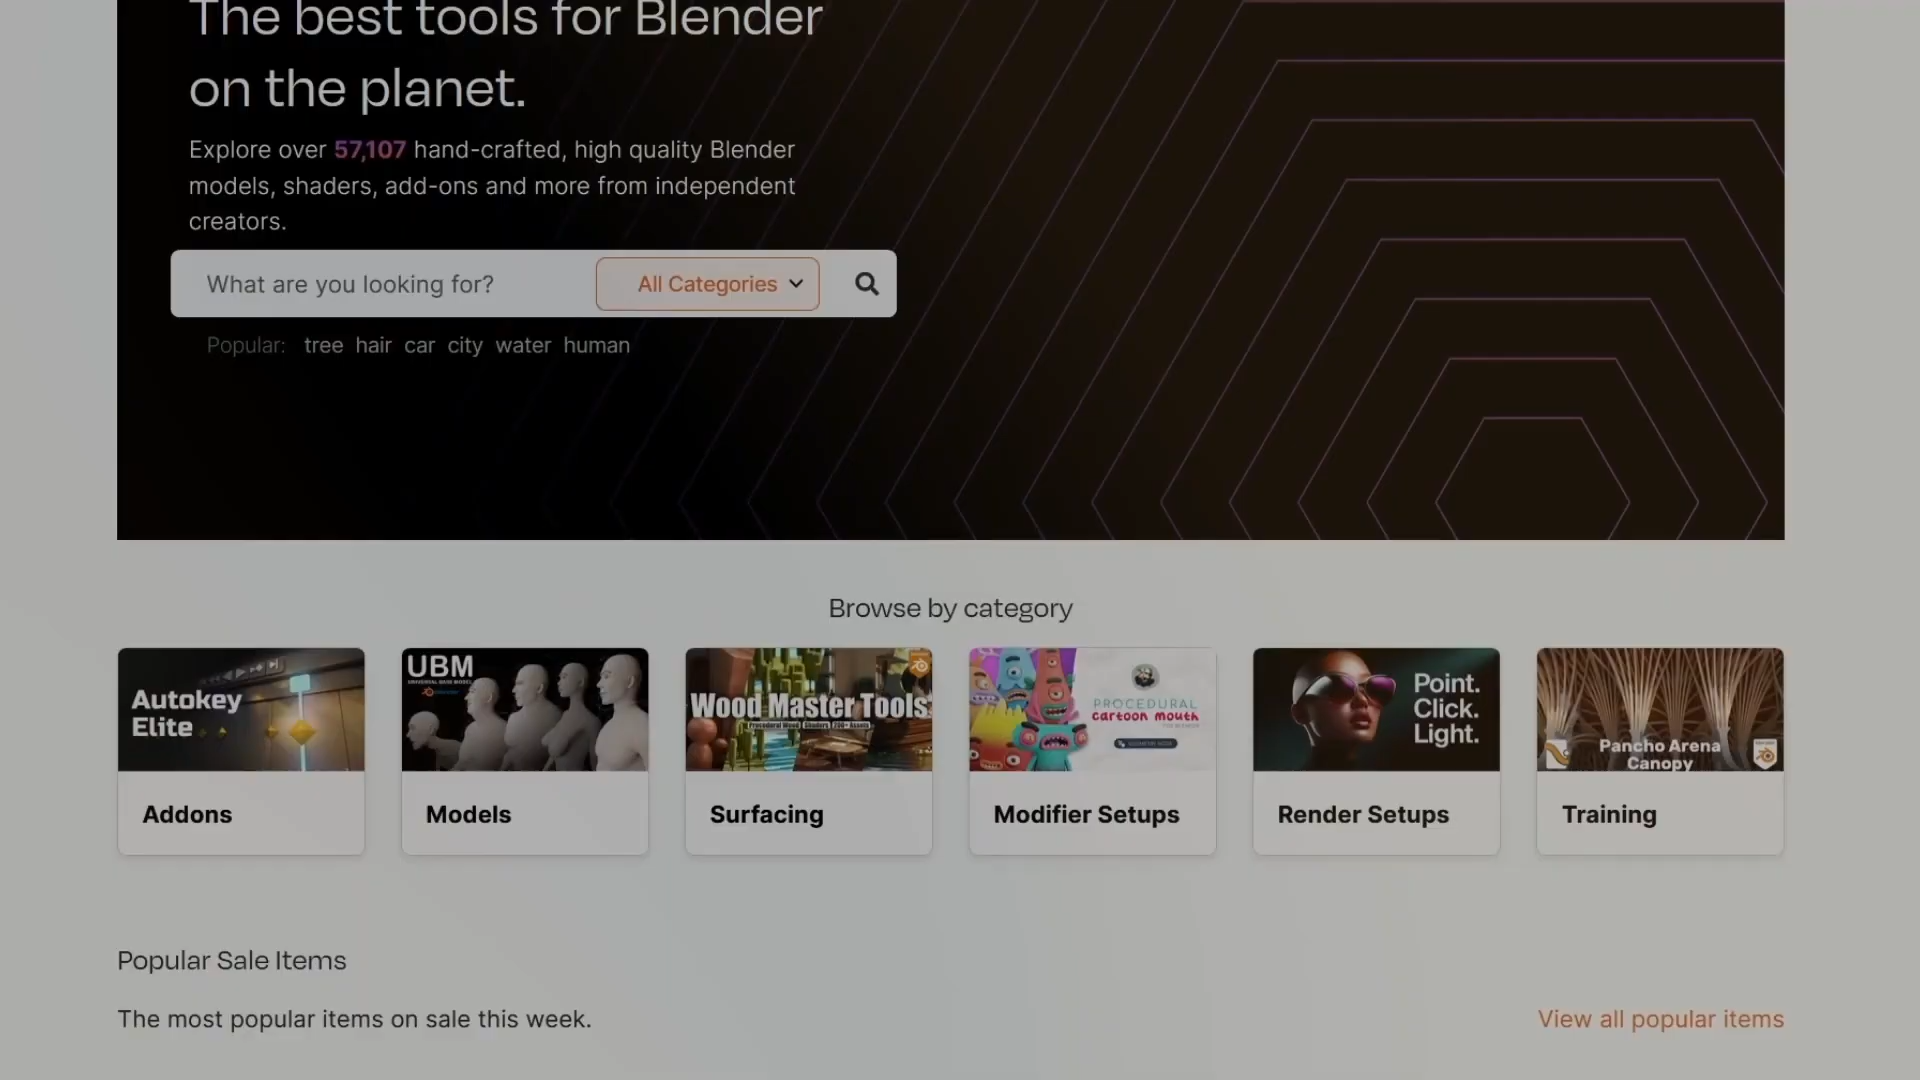 The best tools for Blender
on the planet.
Explore over 57,107 hand-crafted, high quality Blender
models, shaders, add-ons and more from independent
creators.
What are you looking for?
All Categories
Popular: tree hair car city water human
Browse by category
Autokey
Elite
UBM
Wood Master Tools
PROCEDURAL
cartoon mouth
Point.
Click.
Light.
Pancho Arena
Canopy
Addons
Models
Surfacing
Modifier Setups
Render Setups
Training
Popular Sale Items
The most popular items on sale this week.
View all popular items